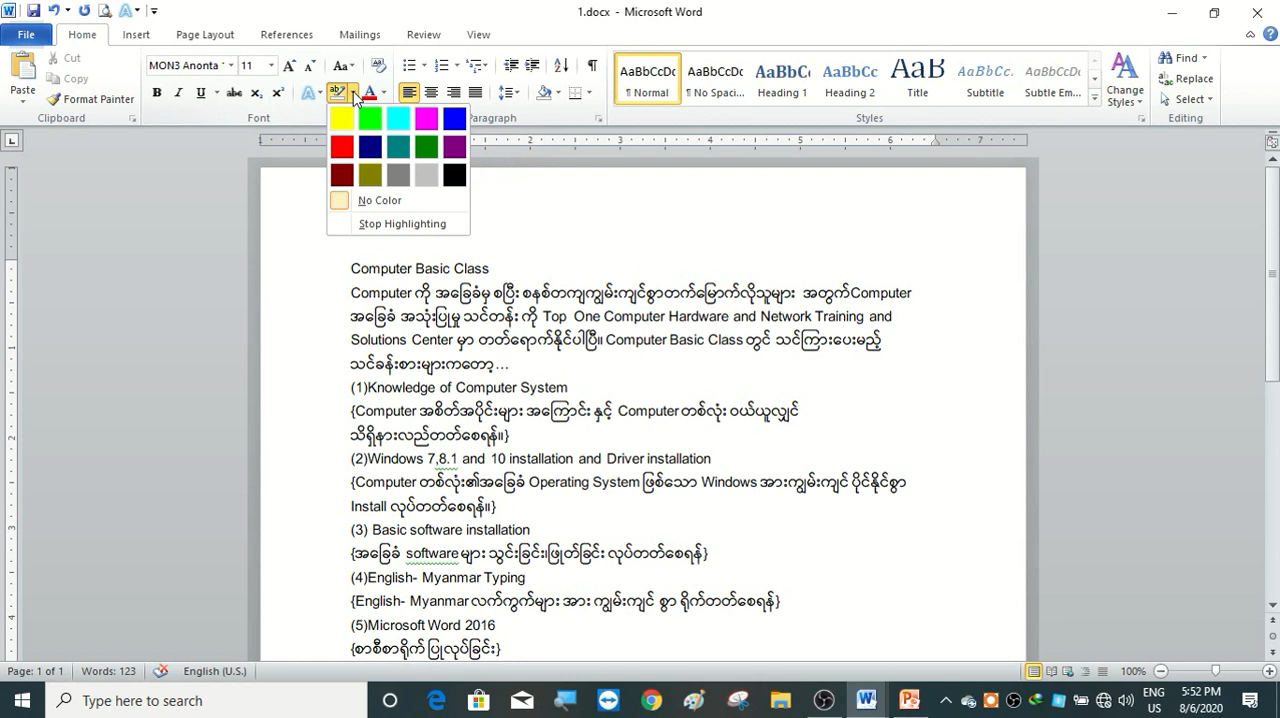 1.docx - Microsoft Word
File Home Insert Page Layout References Mailings Review View
Paste
Cut
Copy
Format Painter
Clipboard
MON3 Anonta 11
Font
Paragraph
AaBbCcDc AaBbCcDc AaBbCc AaBbCc AaB AaBbCc. AaBbCcDc
¶ Normal ¶ No Spaci... Heading 1 Heading 2 Title Subtitle Subtle Em...
Styles
Change Styles
Find
Replace
Select
Editing
No Color
Stop Highlighting
Computer Basic Class
Computer ကို အခြေခံမှ စပြီး စနစ်တကျကျွမ်းကျင်စွာတက်မြောက်လိုသူများ အတွက်Computer
အခြေခံ အသုံးပြုမှု သင်တန်း ကို Top One Computer Hardware and Network Training and
Solutions Center မှာ တတ်ရောက်နိုင်ပါပြီ။ Computer Basic Class တွင် သင်ကြားပေးမည့်
သင်ခန်းစားများကတော့…
(1)Knowledge of Computer System
{Computer အစိတ်အပိုင်းများ အကြောင်း နှင့် Computer တစ်လုံး ဝယ်ယူလျှင်
သိရှိနားလည်တတ်စေရန်။}
(2)Windows 7,8.1 and 10 installation and Driver installation
{Computer တစ်လုံး၏အခြေခံ Operating System ဖြစ်သော Windows အားကျွမ်းကျင် ပိုင်နိုင်စွာ
Install လုပ်တတ်စေရန်။}
(3) Basic software installation
{အခြေခံ software များ သွင်းခြင်း၊ဖြုတ်ခြင်း လုပ်တတ်စေရန်}
(4)English- Myanmar Typing
{English- Myanmar လက်ကွက်များ အား ကျွမ်းကျင် စွာ ရိုက်တတ်စေရန်}
(5)Microsoft Word 2016
{စာစီစာရိုက် ပြုလုပ်ခြင်း}
Page: 1 of 1 Words: 123 English (U.S.) 100%
Type here to search
ENG
US
5:52 PM
8/6/2020